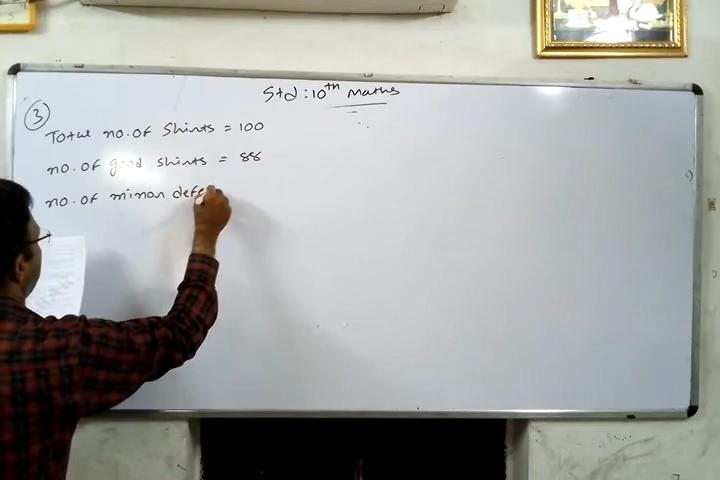 Std : 10th Maths
3
Total no. of Shirts = 100
no. of good shirts = 88
no. of minor defe